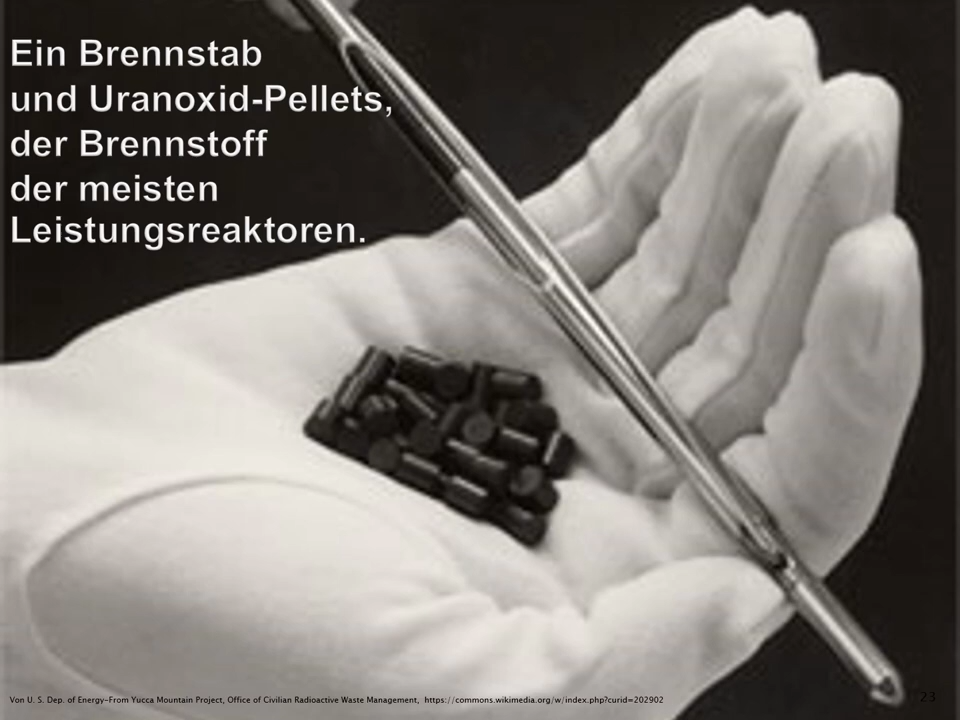 Ein Brennstab
und Uranoxid-Pellets,
der Brennstoff
der meisten
Leistungsreaktoren.
Von U. S. Dep. of Energy-From Yucca Mountain Project, Office of Civilian Radioactive Waste Management, https://commons.wikimedia.org/w/index.php?curid=202902
23